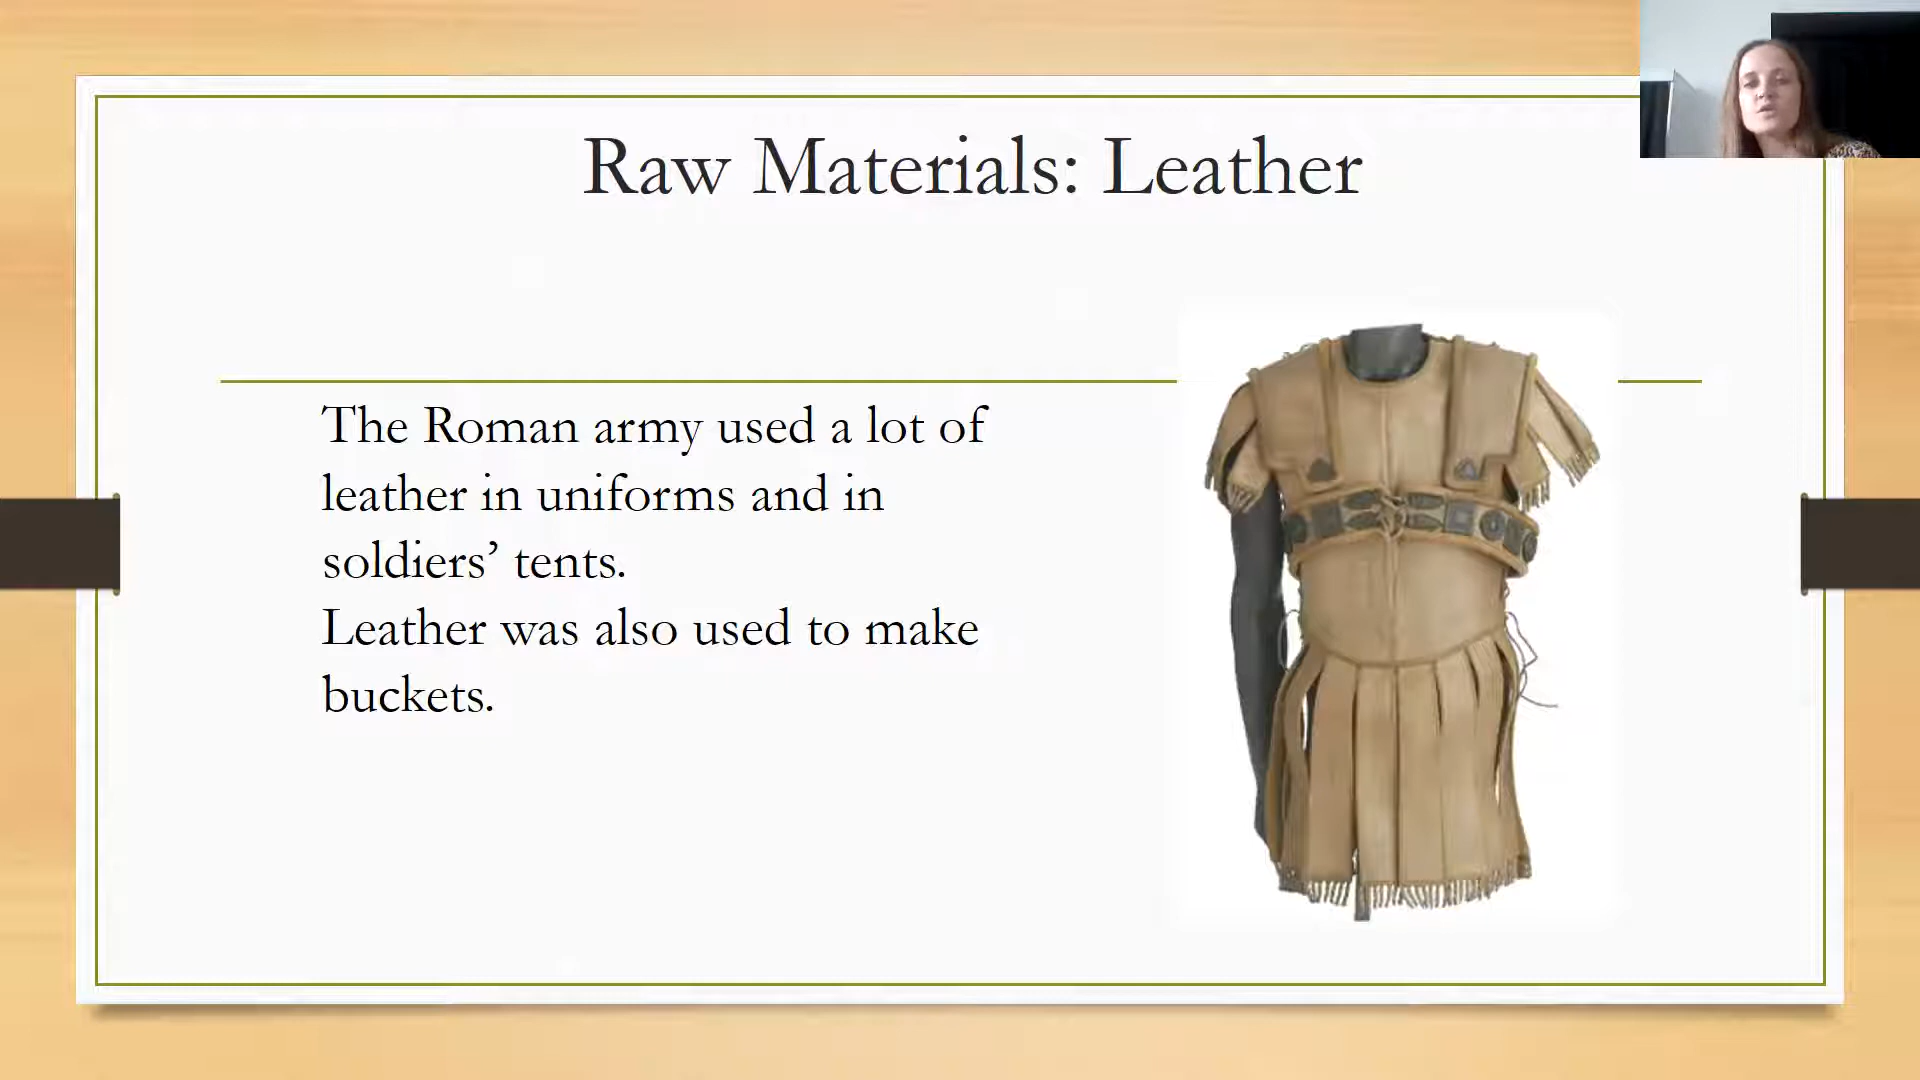 Raw Materials: Leather
The Roman army used a lot of
leather in uniforms and in
soldiers’ tents.
Leather was also used to make
buckets.